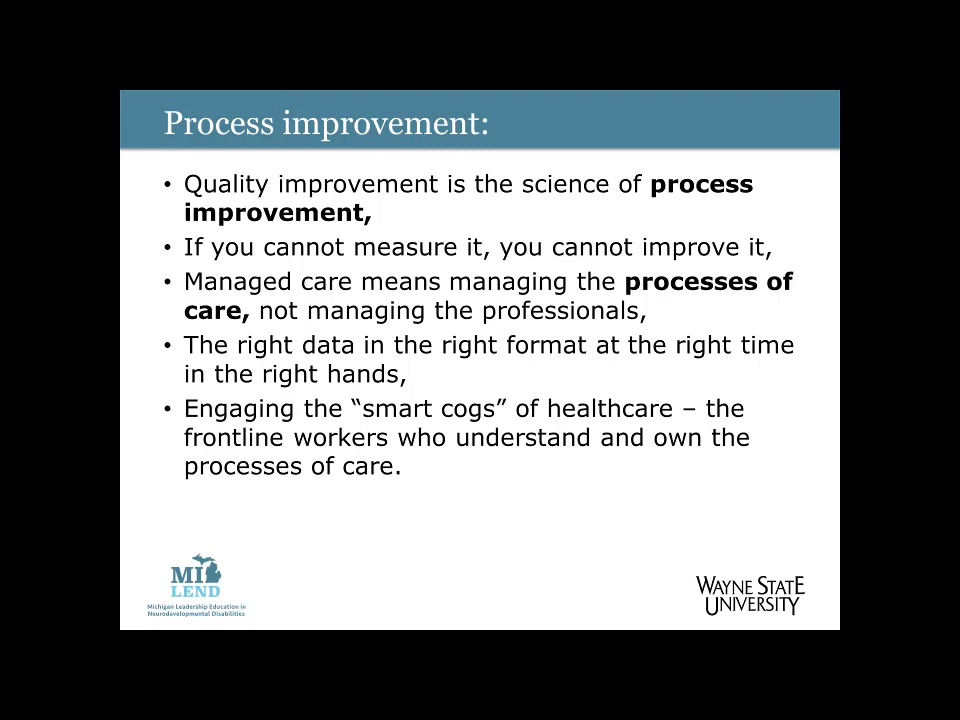 Process improvement:
• Quality improvement is the science of process
improvement,
• If you cannot measure it, you cannot improve it,
• Managed care means managing the processes of
care, not managing the professionals,
• The right data in the right format at the right time
in the right hands,
• Engaging the “smart cogs” of healthcare – the
frontline workers who understand and own the
processes of care.
MI
LEND
Michigan Leadership Education in
Neurodevelopmental Disabilities
WAYNE STATE
UNIVERSITY